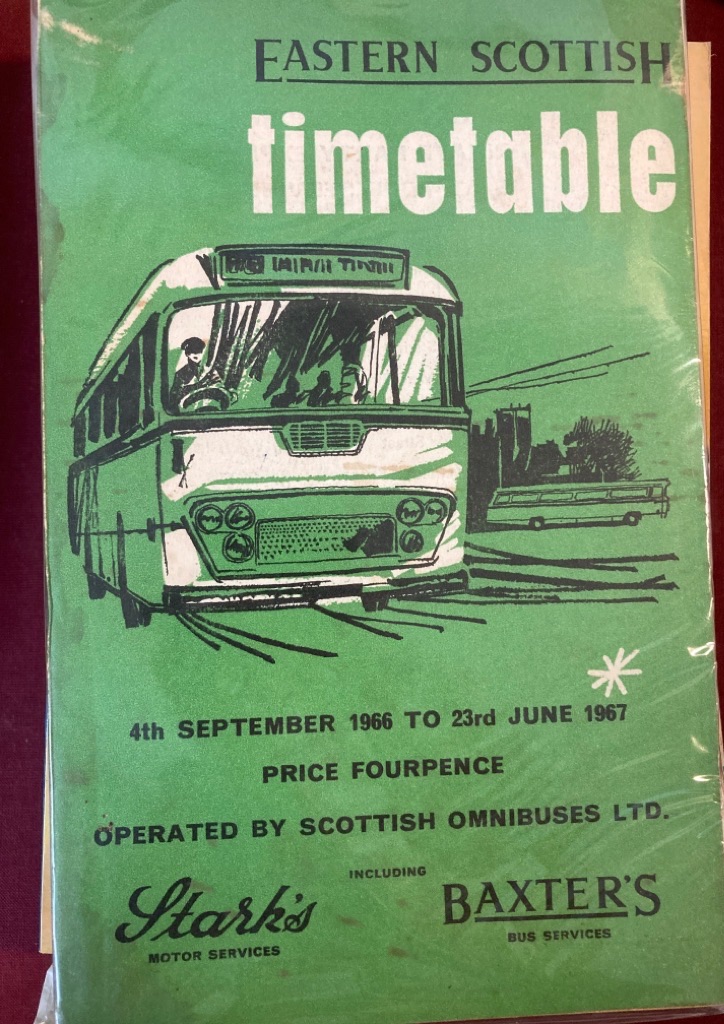 EASTERN SCOTTISH
timetable
4th SEPTEMBER 1966 TO 23rd JUNE 1967
PRICE FOURPENCE
OPERATED BY SCOTTISH OMNIBUSES LTD.
INCLUDING
Stark's
MOTOR SERVICES
BAXTER'S
BUS SERVICES